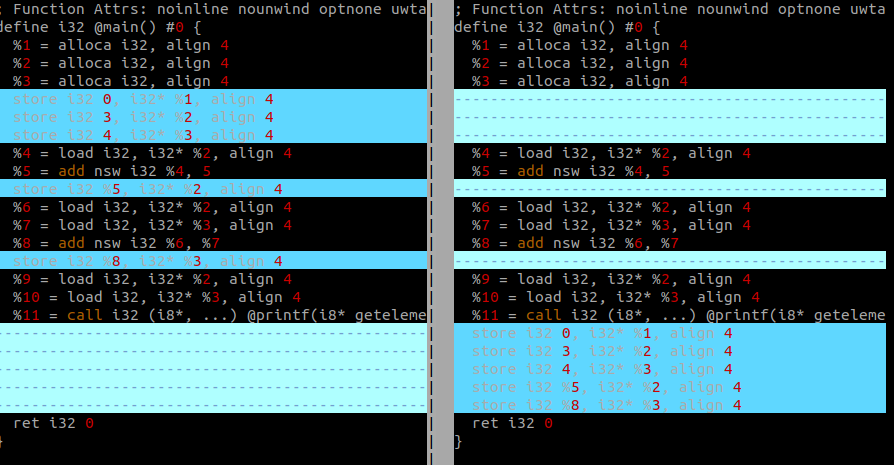 ; Function Attrs: noinline nounwind optnone uwta
define i32 @main() #0 {
%1 = alloca i32, align 4
%2 = alloca i32, align 4
%3 = alloca i32, align 4
store i32 0, i32* %1, align 4
store i32 3, i32* %2, align 4
store i32 4, i32* %3, align 4
%4 = load i32, i32* %2, align 4
%5 = add nsw i32 %4, 5
store i32 %5, i32* %2, align 4
%6 = load i32, i32* %2, align 4
%7 = load i32, i32* %3, align 4
%8 = add nsw i32 %6, %7
store i32 %8, i32* %3, align 4
%9 = load i32, i32* %2, align 4
%10 = load i32, i32* %3, align 4
%11 = call i32 (i8*, ...) @printf(i8* geteleme
ret i32 0
}
; Function Attrs: noinline nounwind optnone uwta
define i32 @main() #0 {
%1 = alloca i32, align 4
%2 = alloca i32, align 4
%3 = alloca i32, align 4
%4 = load i32, i32* %2, align 4
%5 = add nsw i32 %4, 5
%6 = load i32, i32* %2, align 4
%7 = load i32, i32* %3, align 4
%8 = add nsw i32 %6, %7
%9 = load i32, i32* %2, align 4
%10 = load i32, i32* %3, align 4
%11 = call i32 (i8*, ...) @printf(i8* geteleme
store i32 0, i32* %1, align 4
store i32 3, i32* %2, align 4
store i32 4, i32* %3, align 4
store i32 %5, i32* %2, align 4
store i32 %8, i32* %3, align 4
ret i32 0
}